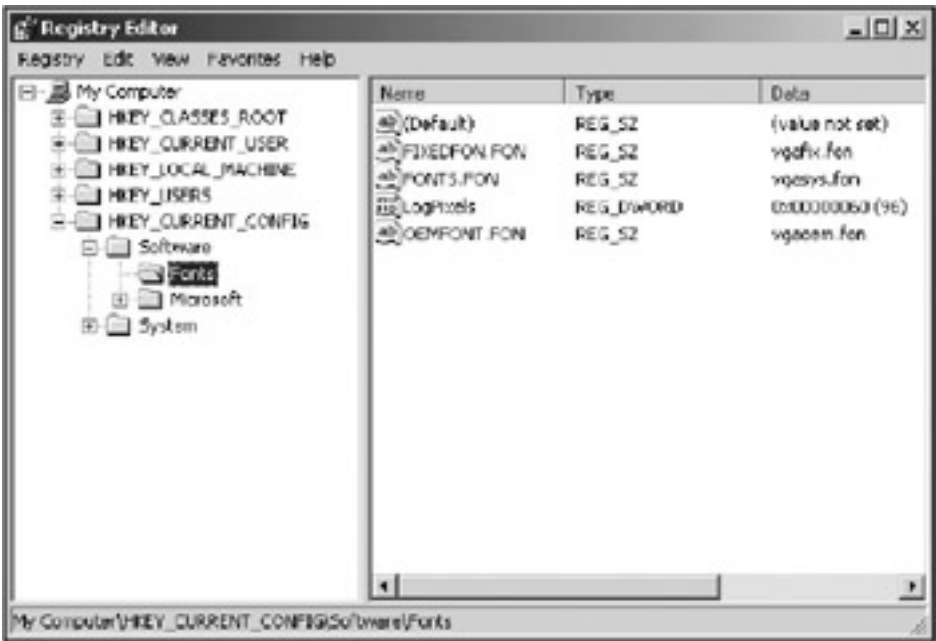 Registry Editor
Registry Edit View Favorites Help
My Computer
HKEY_CLASSES_ROOT
HKEY_CURRENT_USER
HKEY_LOCAL_MACHINE
HKEY_USERS
HKEY_CURRENT_CONFIG
Software
Fonts
Microsoft
System
Name Type Data
(Default) REG_SZ (value not set)
FIXEDFON.FON REG_SZ vgafix.fon
FONTS.FON REG_SZ vgasys.fon
LogPixels REG_DWORD 0x00000060 (96)
OEMFONT.FON REG_SZ vgaoem.fon
My Computer\HKEY_CURRENT_CONFIG\Software\Fonts